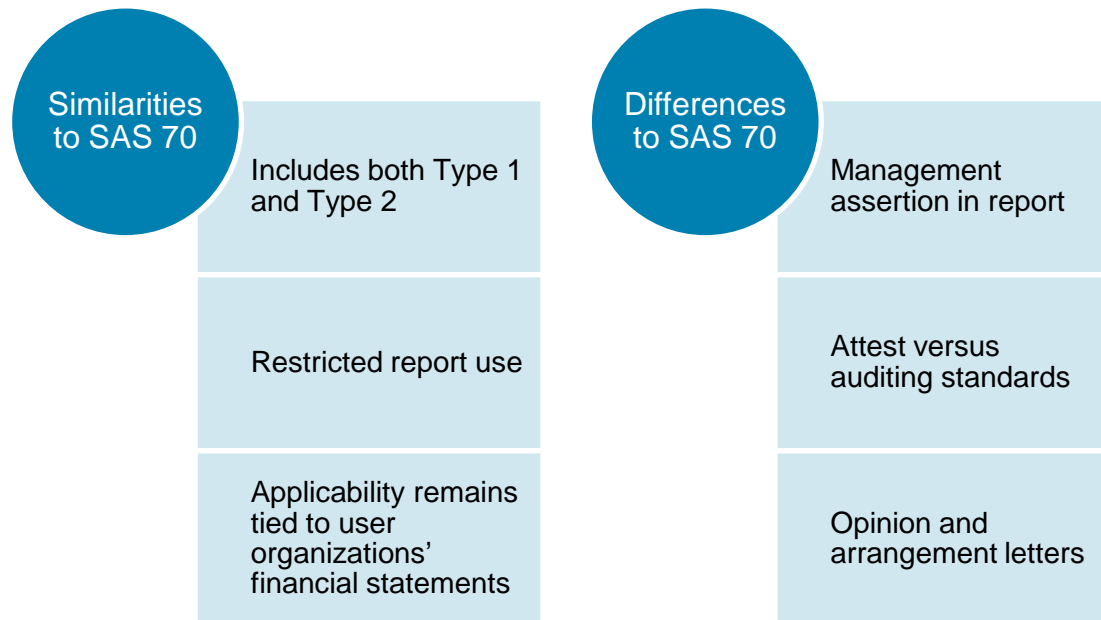 Similarities
to SAS 70
Includes both Type 1
and Type 2
Restricted report use
Applicability remains
tied to user
organizations’
financial statements
Differences
to SAS 70
Management
assertion in report
Attest versus
auditing standards
Opinion and
arrangement letters